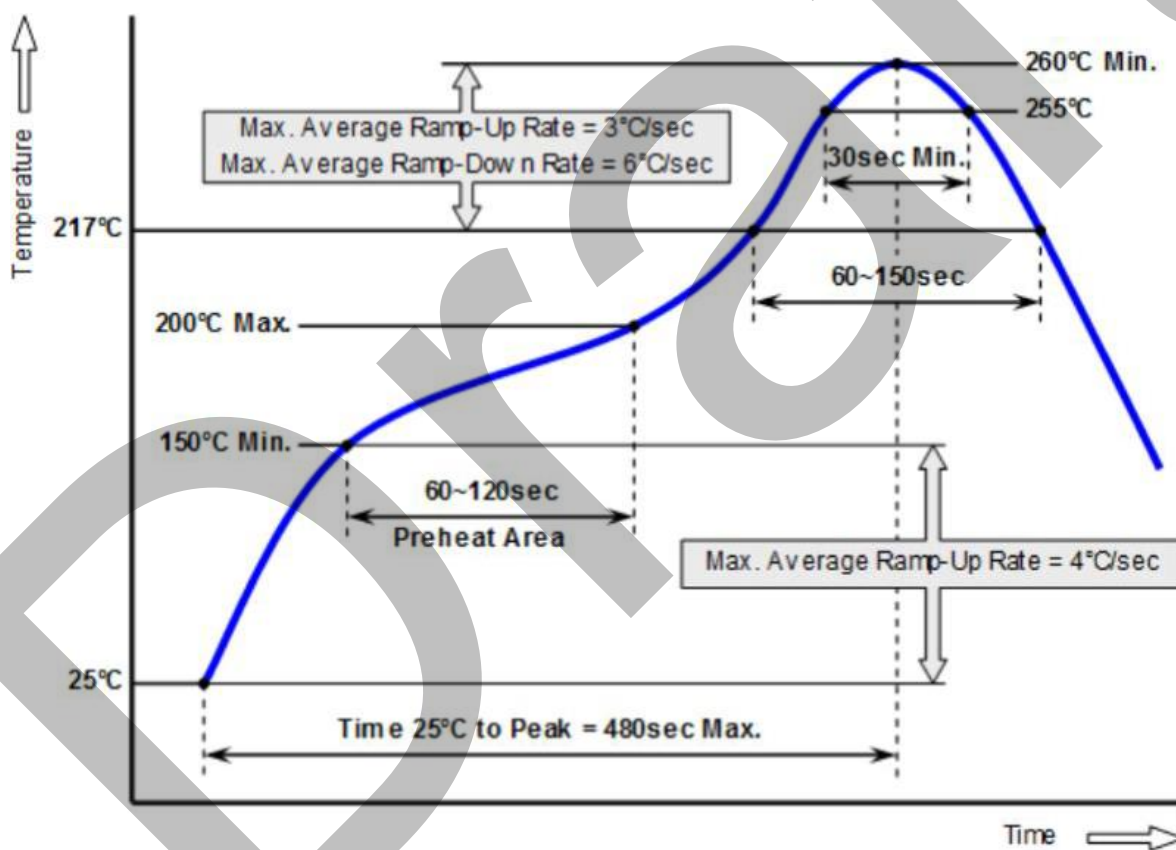 Temperature
260°C Min.
255°C
Max. Average Ramp-Up Rate = 3°C/sec
Max. Average Ramp-Down Rate = 6°C/sec
30sec Min.
217°C
60~150sec
200°C Max.
150°C Min.
60~120sec
Preheat Area
Max. Average Ramp-Up Rate = 4°C/sec
25°C
Time 25°C to Peak = 480sec Max.
Time